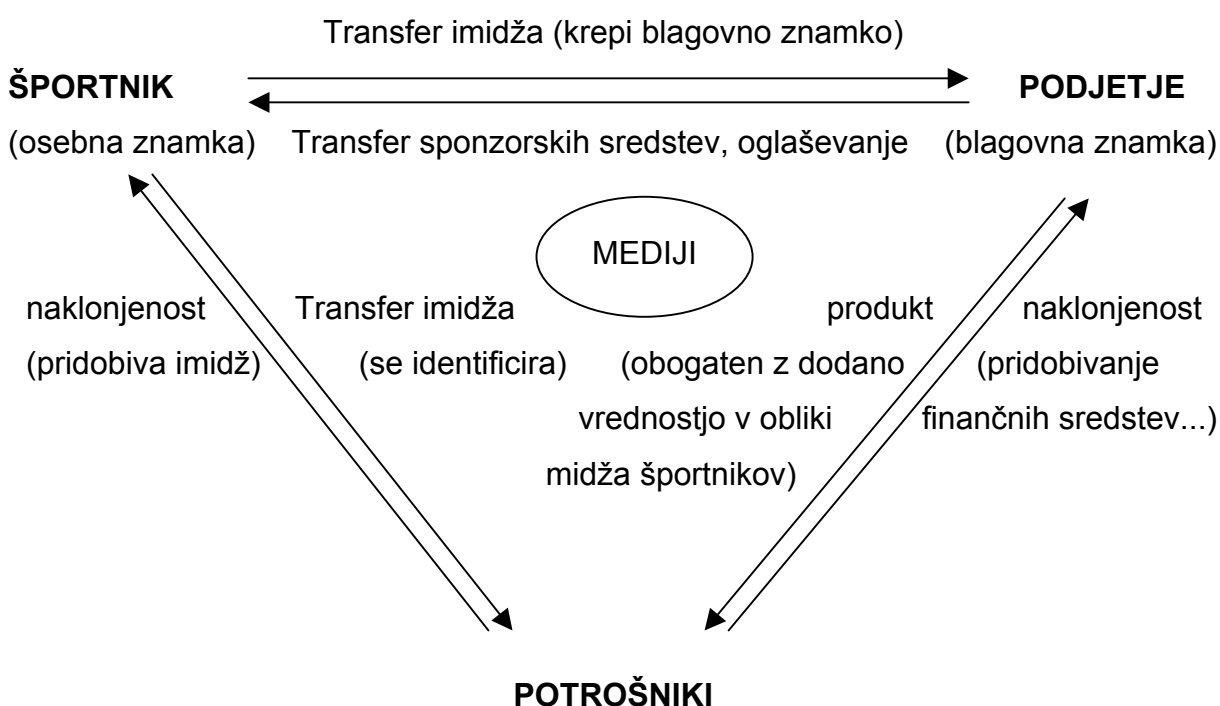 Transfer imidža (krepi blagovno znamko)
ŠPORTNIK PODJETJE
(osebna znamka) Transfer sponzorskih sredstev, oglaševanje (blagovna znamka)
MEDIJI
naklonjenost Transfer imidža produkt naklonjenost
(pridobiva imidž) (se identificira) (obogaten z dodano (pridobivanje
vrednostjo v obliki finančnih sredstev...)
midža športnikov)
POTROŠNIKI